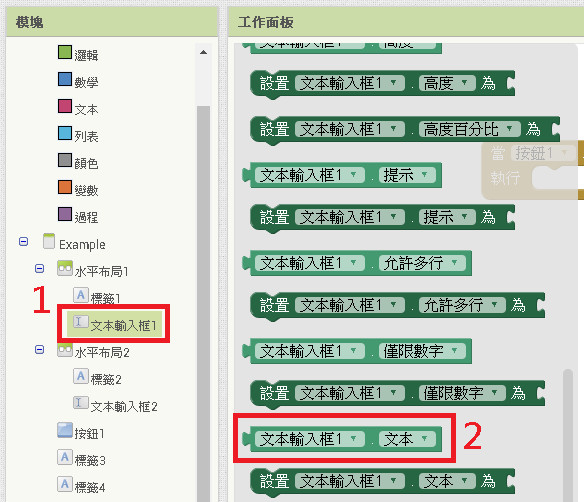 模塊
邏輯
數學
文本
列表
顏色
變數
過程
Example
水平布局1
A 標籤1
1
文本輸入框1
水平布局2
A 標籤2
文本輸入框2
按鈕1
A 標籤3
A 標籤4
工作面板
文本輸入框1 . 高度
設置 文本輸入框1 . 高度 為
設置 文本輸入框1 . 高度百分比 為
當 按鈕1 .
執行
文本輸入框1 . 提示
設置 文本輸入框1 . 提示 為
文本輸入框1 . 允許多行
設置 文本輸入框1 . 允許多行 為
文本輸入框1 . 僅限數字
設置 文本輸入框1 . 僅限數字 為
文本輸入框1 . 文本
2
設置 文本輸入框1 . 文本 為